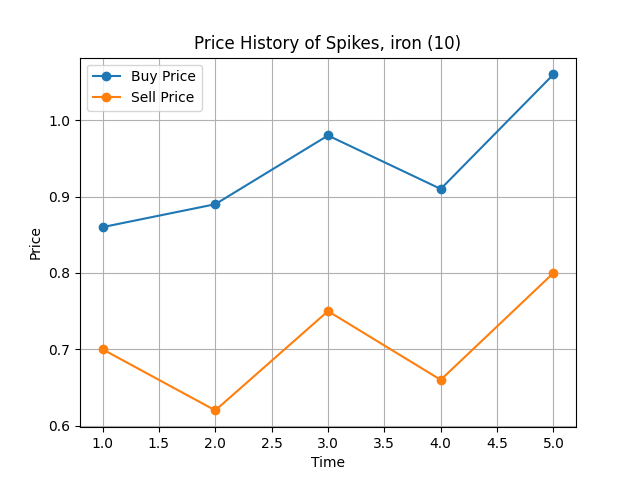 Price History of Spikes, iron (10)
Buy Price
Sell Price
1.0
0.9
0.8
0.7
0.6
Price
1.0 1.5 2.0 2.5 3.0 3.5 4.0 4.5 5.0
Time